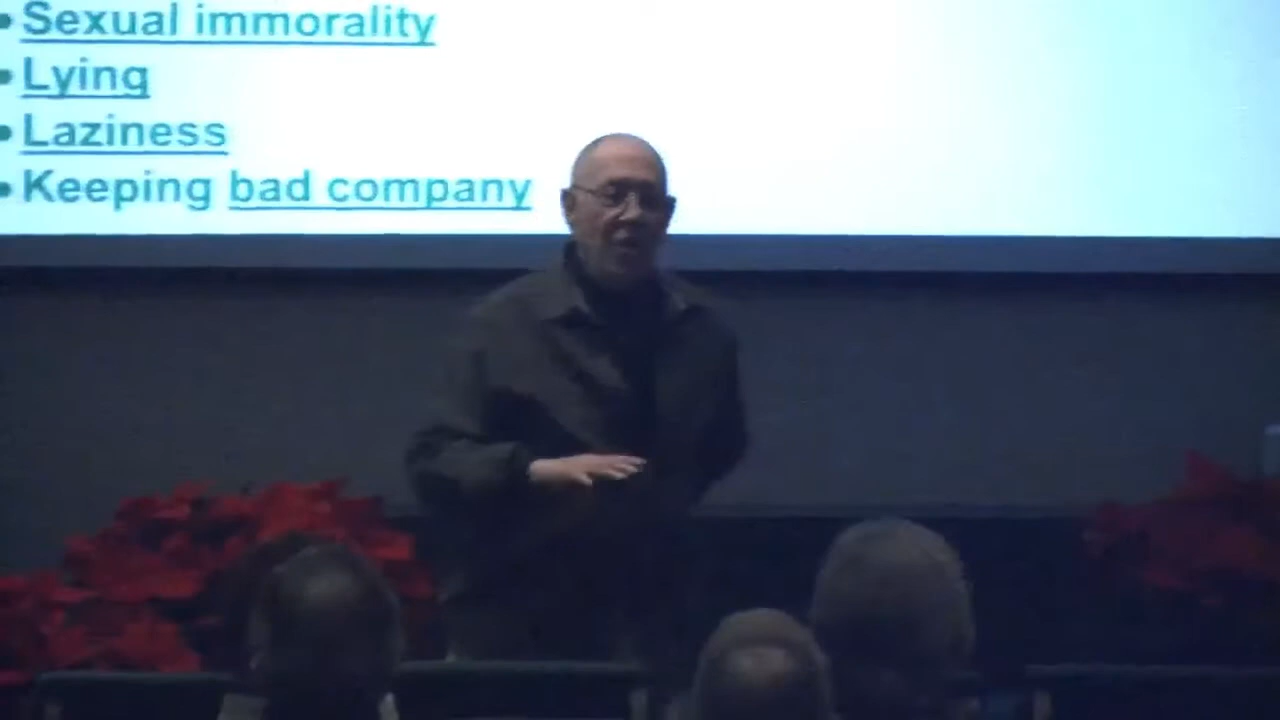 • Sexual immorality
• Lying
• Laziness
• Keeping bad company